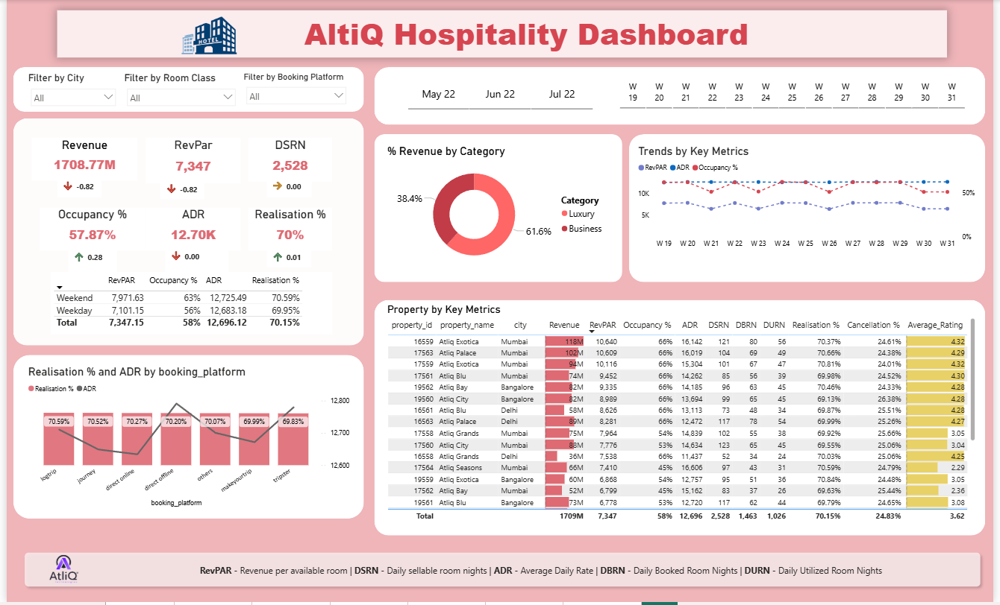 HOTEL
AltiQ Hospitality Dashboard
Filter by City Filter by Room Class Filter by Booking Platform
All All All
May 22 Jun 22 Jul 22
W 19 W 20 W 21 W 22 W 23 W 24 W 25 W 26 W 27 W 28 W 29 W 30 W 31
Revenue RevPar DSRN
1708.77M 7,347 2,528
-0.82 -0.82 0.00
Occupancy % ADR Realisation %
57.87% 12.70K 70%
0.28 0.00 0.01
RevPAR Occupancy % ADR Realisation %
Weekend 7,971.63 63% 12,725.49 70.59%
Weekday 7,101.15 56% 12,683.18 69.95%
Total 7,347.15 58% 12,696.12 70.15%
% Revenue by Category
38.4%
61.6%
Category
Luxury
Business
Trends by Key Metrics
RevPAR ADR Occupancy %
10K
5K
50%
0%
W 19 W 20 W 21 W 22 W 23 W 24 W 25 W 26 W 27 W 28 W 29 W 30 W 31
Realisation % and ADR by booking_platform
Realisation % ADR
12,800
12,700
12,600
70.59% 70.52% 70.27% 70.20% 70.07% 69.99% 69.83%
logtrip journey direct online direct offline others makeyourtrip tripster
booking_platform
Property by Key Metrics
property_id property_name city Revenue RevPAR Occupancy % ADR DSRN DBRN DURN Realisation % Cancellation % Average_Rating
16559 Atliq Exotica Mumbai 118M 10,640 66% 16,142 121 80 56 70.37% 24.61% 4.32
17563 Atliq Palace Mumbai 102M 10,609 66% 16,019 104 69 49 70.66% 24.38% 4.29
17559 Atliq Exotica Mumbai 94M 10,116 66% 15,304 101 67 47 70.81% 24.01% 4.32
17561 Atliq Blu Mumbai 74M 9,452 66% 14,262 85 56 39 69.98% 24.52% 4.30
19562 Atliq Bay Bangalore 82M 9,335 66% 14,185 96 63 45 70.46% 24.33% 4.28
19560 Atliq City Bangalore 82M 8,989 66% 13,694 99 65 45 69.13% 26.38% 4.28
16561 Atliq Blu Delhi 58M 8,626 66% 13,113 73 48 34 69.87% 25.51% 4.28
16563 Atliq Palace Delhi 89M 8,281 66% 12,472 117 78 54 69.99% 25.26% 4.27
17558 Atliq Grands Mumbai 75M 7,964 54% 14,839 102 55 38 69.92% 25.66% 3.05
17560 Atliq City Mumbai 88M 7,776 53% 14,634 123 65 45 69.55% 25.06% 3.04
16558 Atliq Grands Delhi 36M 7,538 66% 11,437 52 34 24 70.03% 25.06% 4.25
17564 Atliq Seasons Mumbai 66M 7,410 45% 16,606 97 43 31 70.59% 24.79% 2.29
19559 Atliq Exotica Bangalore 60M 6,868 54% 12,757 95 51 36 70.84% 24.48% 3.05
17562 Atliq Bay Mumbai 52M 6,799 45% 15,162 83 37 26 69.63% 25.44% 2.36
19561 Atliq Blu Bangalore 73M 6,778 53% 12,720 117 62 44 69.79% 24.65% 3.08
Total 1709M 7,347 58% 12,696 2,528 1,463 1,026 70.15% 24.83% 3.62
AtliQ
RevPAR - Revenue per available room | DSRN - Daily sellable room nights | ADR - Average Daily Rate | DBRN - Daily Booked Room Nights | DURN - Daily Utilized Room Nights